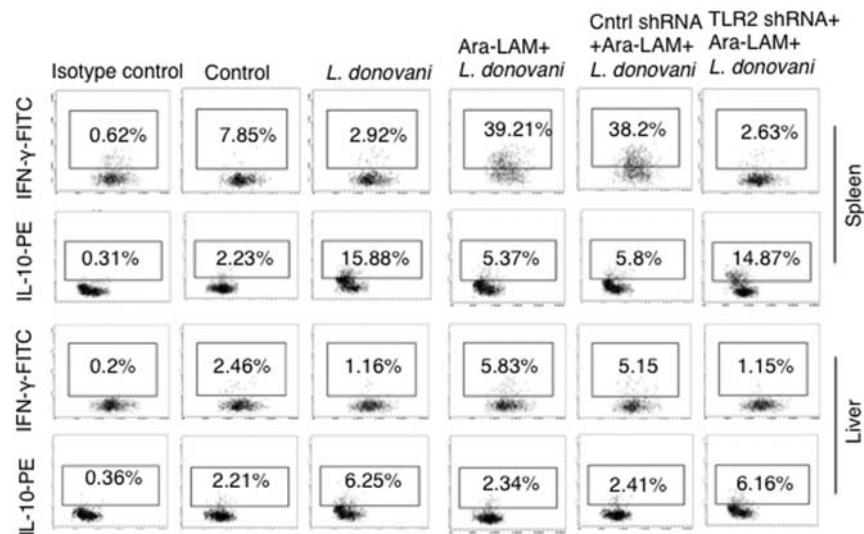 Isotype control
Control
L. donovani
Ara-LAM+
L. donovani
Cntrl shRNA
+Ara-LAM+
L. donovani
TLR2 shRNA+
Ara-LAM+
L. donovani
IFN-γ-FITC
0.62%
7.85%
2.92%
39.21%
38.2%
2.63%
Spleen
IL-10-PE
0.31%
2.23%
15.88%
5.37%
5.8%
14.87%
IFN-γ-FITC
0.2%
2.46%
1.16%
5.83%
5.15
1.15%
Liver
IL-10-PE
0.36%
2.21%
6.25%
2.34%
2.41%
6.16%